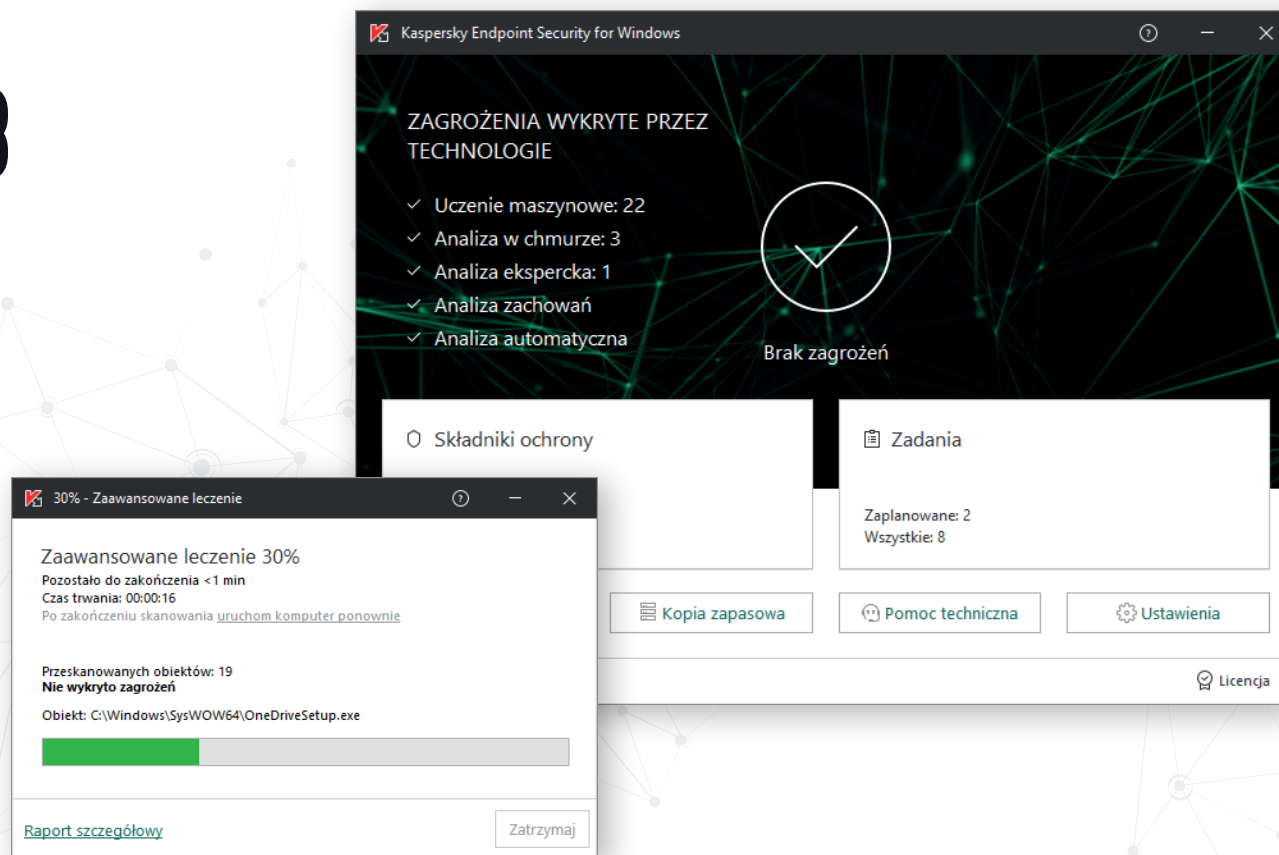 Kaspersky Endpoint Security for Windows
ZAGROŻENIA WYKRYTE PRZEZ
TECHNOLOGIE
Uczenie maszynowe: 22
Analiza w chmurze: 3
Analiza ekspercka: 1
Analiza zachowań
Analiza automatyczna
Brak zagrożeń
Składniki ochrony
Zadania
Zaplanowane: 2
Wszystkie: 8
Kopia zapasowa
Pomoc techniczna
Ustawienia
Licencja
30% - Zaawansowane leczenie
Zaawansowane leczenie 30%
Pozostało do zakończenia <1 min
Czas trwania: 00:00:16
Po zakończeniu skanowania uruchom komputer ponownie
Przeskanowanych obiektów: 19
Nie wykryto zagrożeń
Obiekt: C:\Windows\SysWOW64\OneDriveSetup.exe
Raport szczegółowy
Zatrzymaj